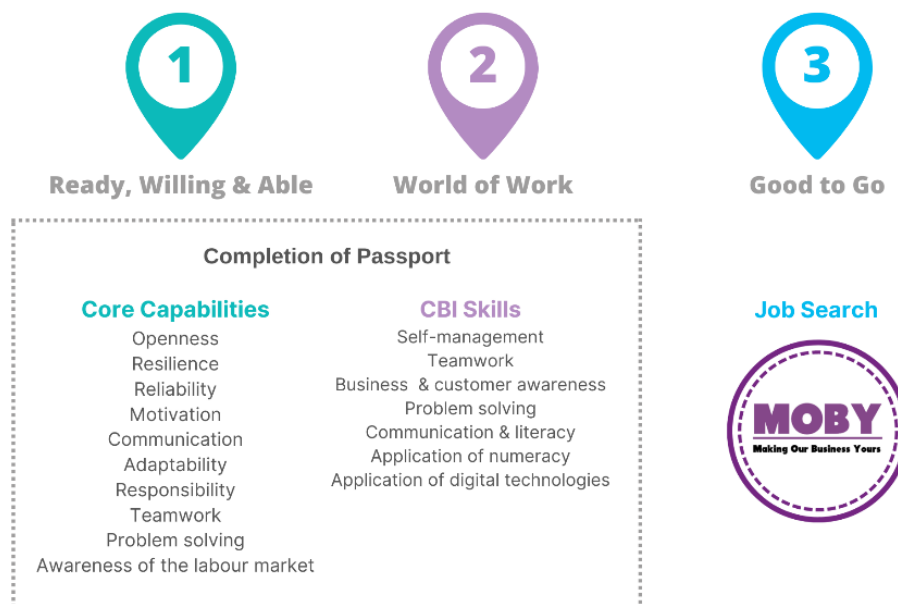 1
2
3
Ready, Willing & Able
World of Work
Good to Go
Completion of Passport
Core Capabilities
Openness
Resilience
Reliability
Motivation
Communication
Adaptability
Responsibility
Teamwork
Problem solving
Awareness of the labour market
CBI Skills
Self-management
Teamwork
Business & customer awareness
Problem solving
Communication & literacy
Application of numeracy
Application of digital technologies
Job Search
MOBY
Making Our Business Yours